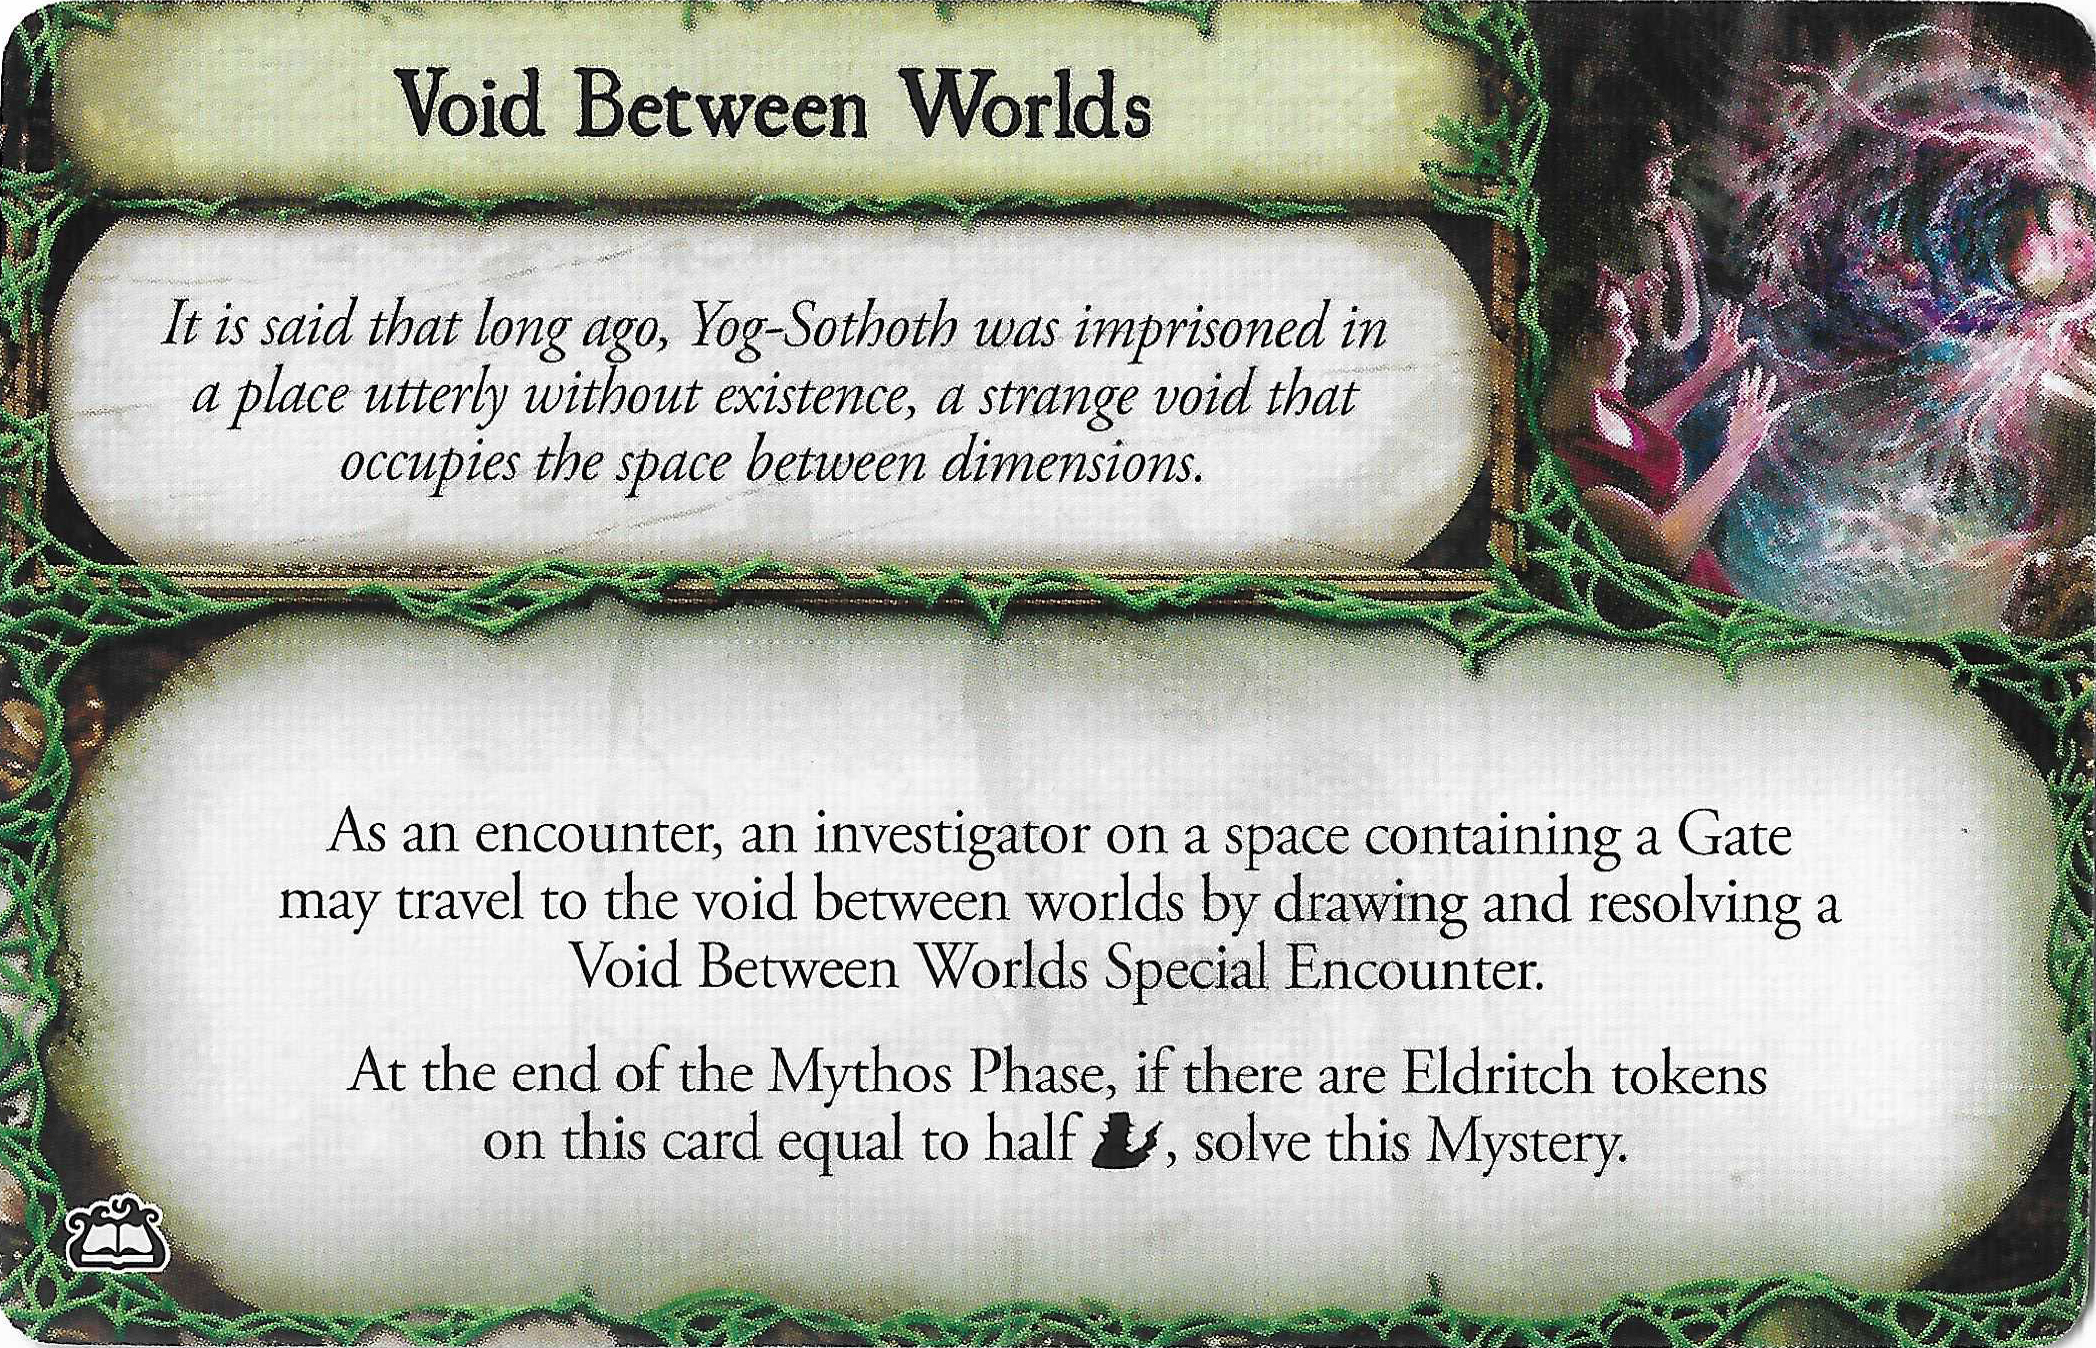 Void Between Worlds
It is said that long ago, Yog-Sothoth was imprisoned in
a place utterly without existence, a strange void that
occupies the space between dimensions.
As an encounter, an investigator on a space containing a Gate
may travel to the void between worlds by drawing and resolving a
Void Between Worlds Special Encounter.
At the end of the Mythos Phase, if there are Eldritch tokens
on this card equal to half , solve this Mystery.